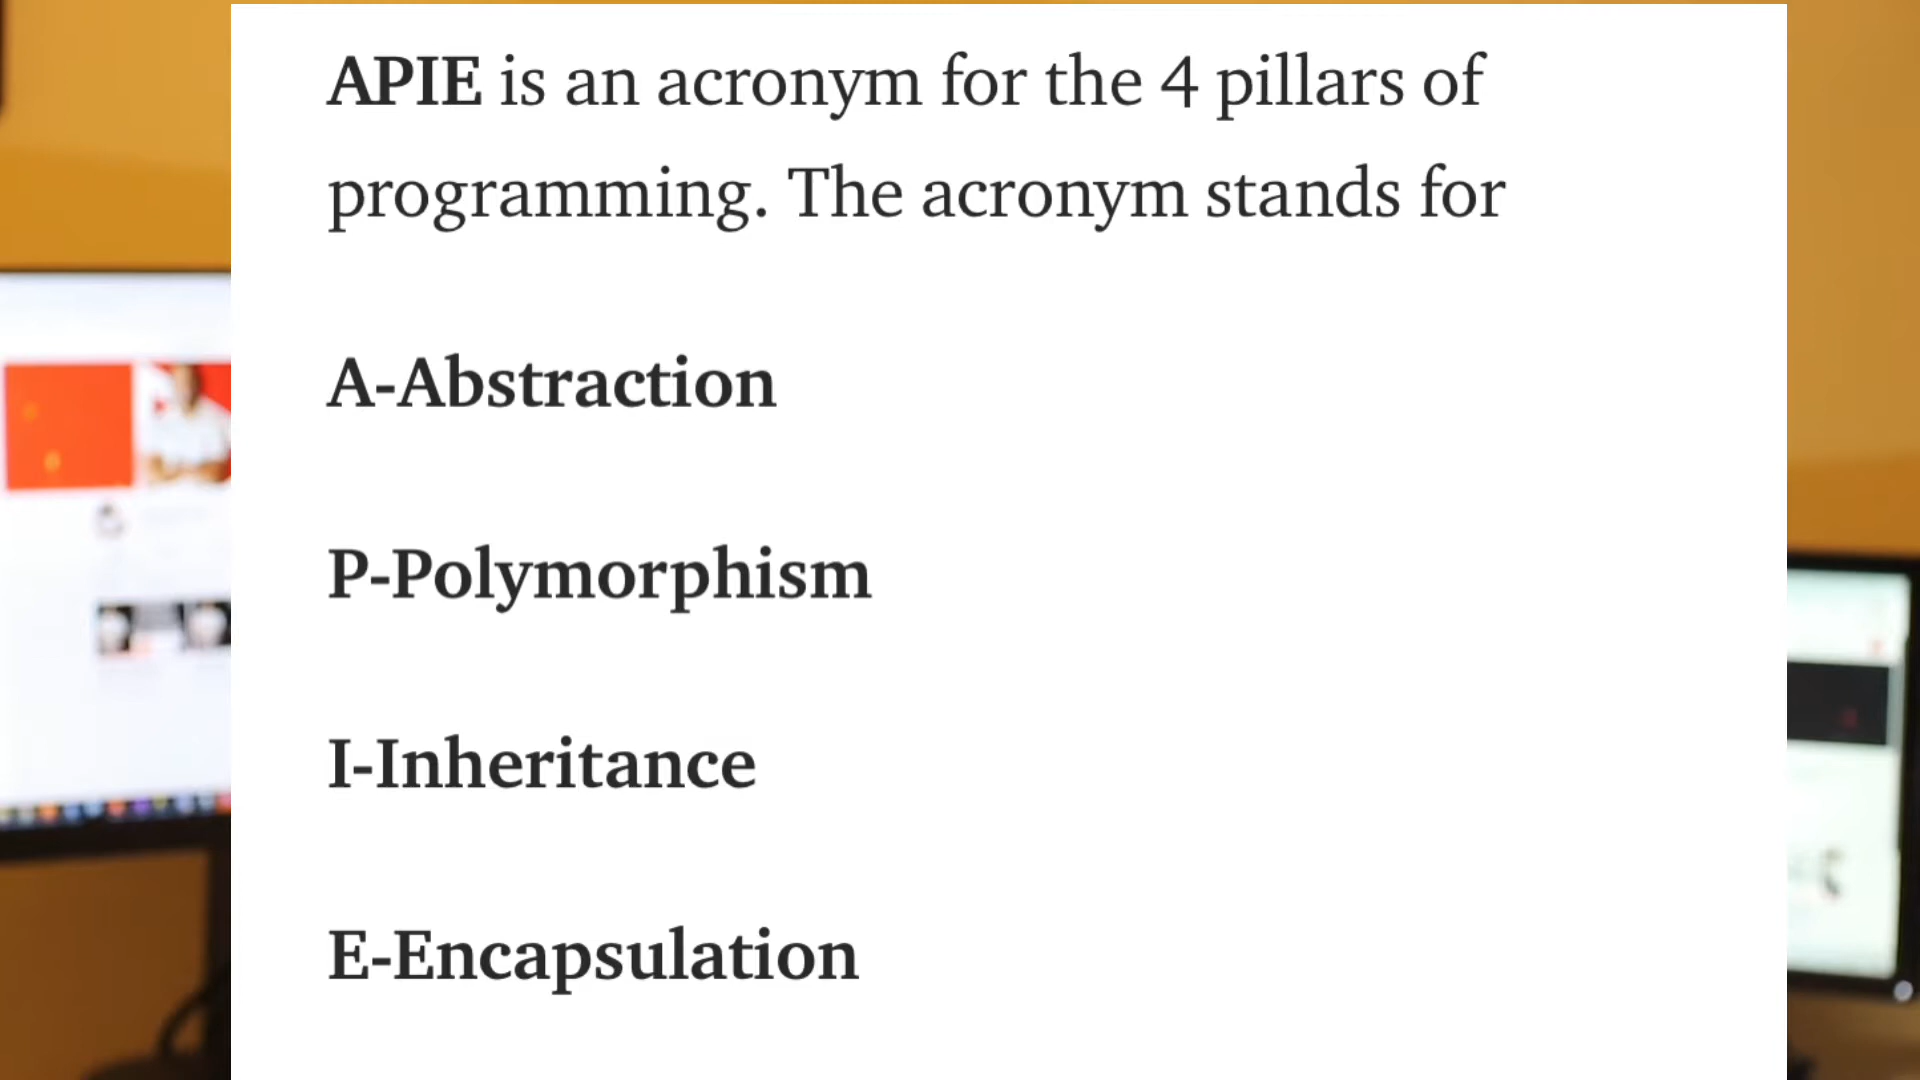 APIE is an acronym for the 4 pillars of
programming. The acronym stands for
A-Abstraction
P-Polymorphism
I-Inheritance
E-Encapsulation